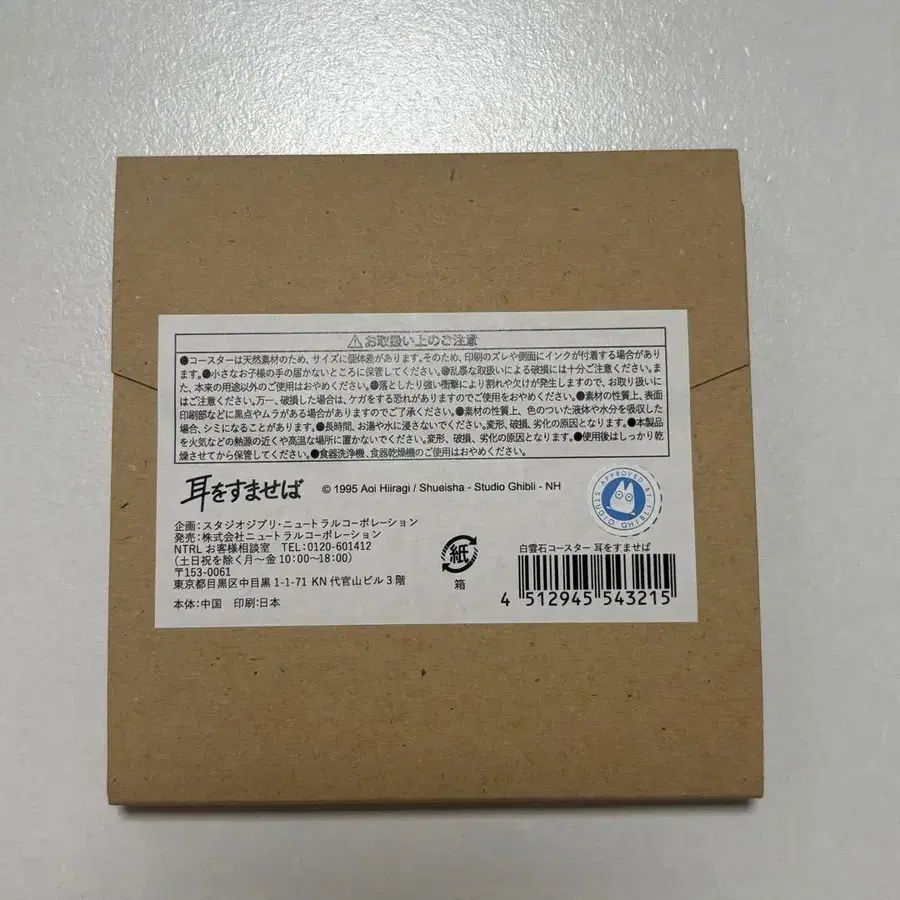 ⚠お取扱い上のご注意
●コースターは天然素材のため、サイズに個体差があります。そのため、印刷のズレや側面にインクが付着する場合があり
ます。●小さなお子様の手の届かないところに保管してください。●乱暴な取扱いによる破損には十分ご注意ください。ま
た、本来の用途以外のご使用はおやめください。●落としたり強い衝撃により割れや欠けが発生しますので、お取り扱いに
はご注意ください。万一、破損した場合は、ケガをする恐れがありますのでご使用をおやめください。●素材の性質上、表面
印刷部などに黒点やムラがある場合がありますのでご了承ください。●素材の性質上、色のついた液体や水分を吸収した
場合、シミになることがあります。●長時間、お湯や水に浸さないでください。変形、破損、劣化の原因となります。●本製品
を火気などの熱源の近くや高温な場所に置かないでください。変形、破損、劣化の原因となります。●使用後はしっかり乾
燥させてから保管してください。●食器洗浄機、食器乾燥機のご使用はおやめください。
耳をすませば
© 1995 Aoi Hiiragi / Shueisha - Studio Ghibli - NH
APPROVED BY STUDIO GHIBLI
企画：スタジオジブリ・ニュートラルコーポレーション
発売：株式会社ニュートラルコーポレーション
NTRL お客様相談室 TEL：0120-601412
（土日祝を除く月〜金 10：00〜18：00）
〒153-0061
東京都目黒区中目黒 1-1-71 KN 代官山ビル 3 階
本体：中国 印刷：日本
紙
箱
白雲石コースター 耳をすませば
4 512945 543215